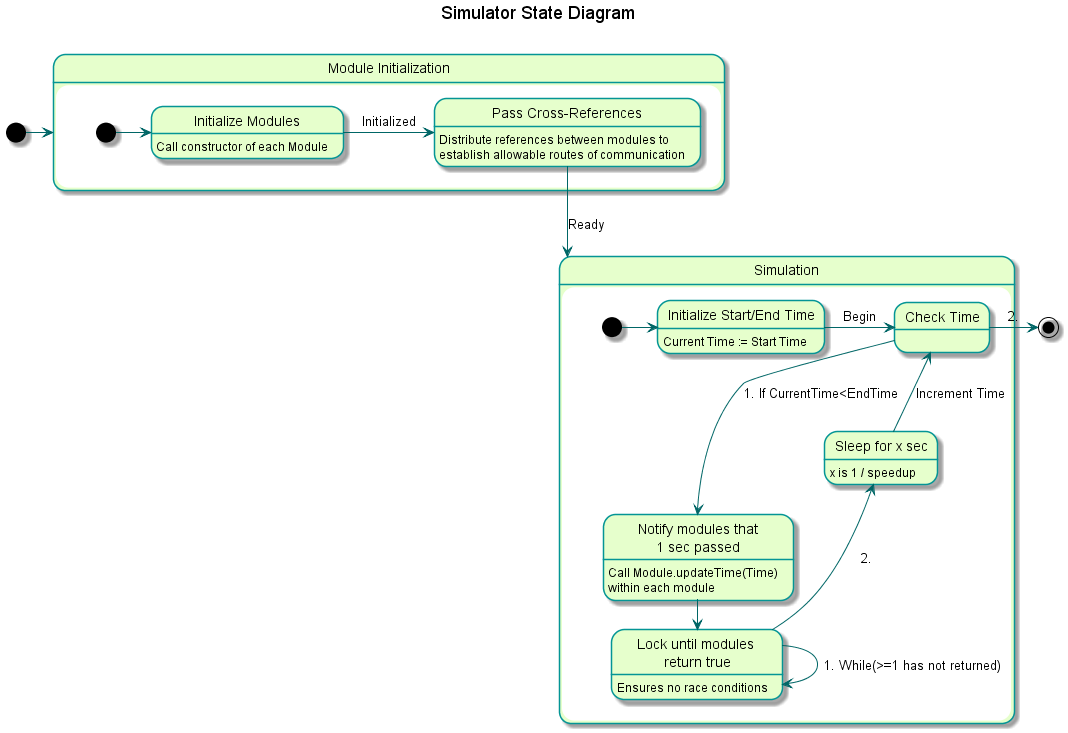 Simulator State Diagram
Module Initialization
Initialize Modules
Call constructor of each Module
Initialized
Pass Cross-References
Distribute references between modules to
establish allowable routes of communication
Ready
Simulation
Initialize Start/End Time
Current Time := Start Time
Begin
Check Time
2.
1. If CurrentTime<EndTime
Increment Time
Sleep for x sec
x is 1 / speedup
Notify modules that
1 sec passed
Call Module.updateTime(Time)
within each module
2.
Lock until modules
return true
Ensures no race conditions
1. While(>=1 has not returned)